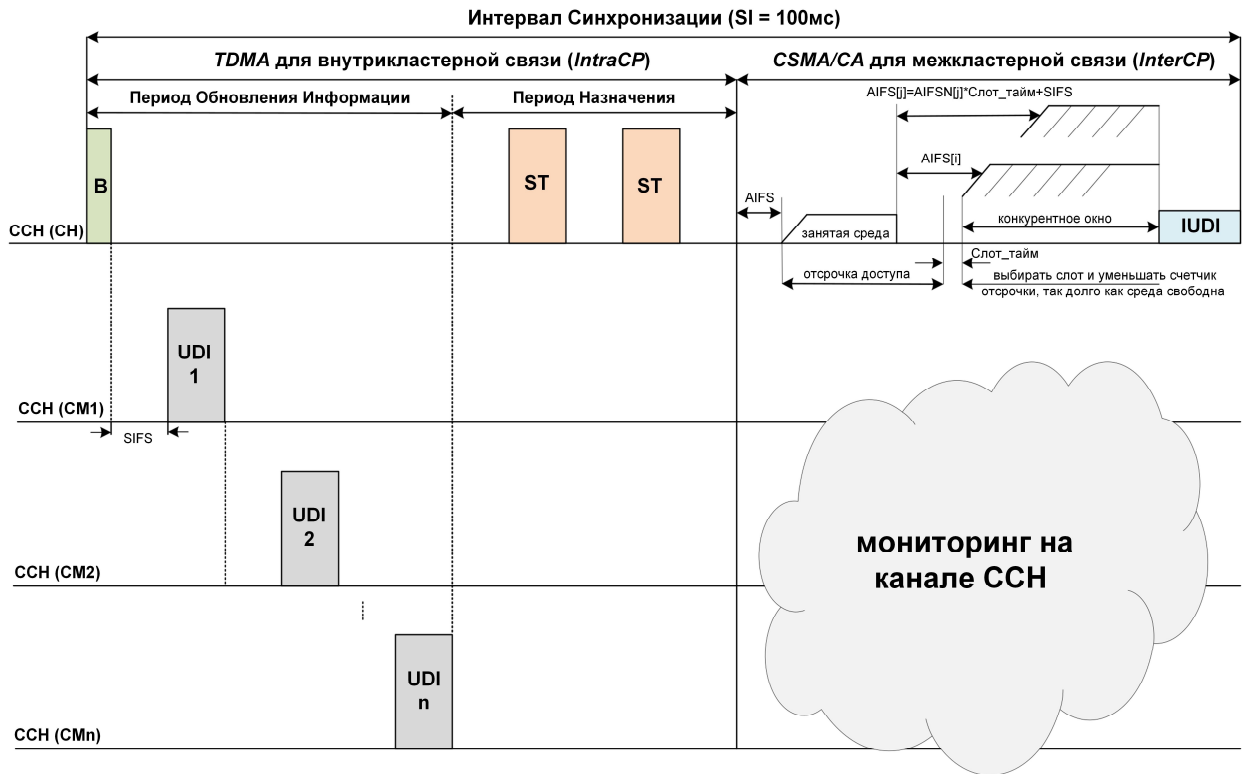 Интервал Синхронизации (SI = 100мс)
TDMA для внутрикластерной связи (IntraCP)
CSMA/CA для межкластерной связи (InterCP)
Период Обновления Информации
Период Назначения
AIFS[j]=AIFSN[j]*Слот_тайм+SIFS
AIFS[i]
AIFS
B
ST
ST
занятая среда
конкурентное окно
IUDI
CCH (CH)
Слот_тайм
отсрочка доступа
выбирать слот и уменьшать счетчик
отсрочки, так долго как среда свободна
UDI
1
CCH (CM1)
SIFS
UDI
2
CCH (CM2)
мониторинг на
канале CCH
UDI
n
CCH (CMn)